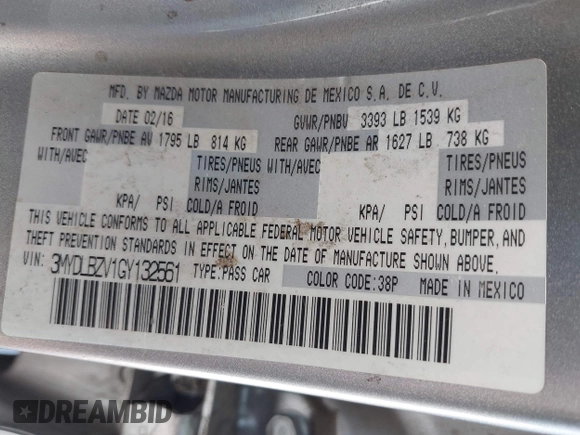 MFD. BY MAZDA MOTOR MANUFACTURING DE MEXICO S.A. DE C.V.
DATE 02/16 GVWR/PNBV 3393 LB 1539 KG
FRONT GAWR/PNBE AV 1795 LB 814 KG REAR GAWR/PNBE AR 1627 LB 738 KG
WITH/AVEC TIRES/PNEUS WITH/AVEC TIRES/PNEUS
RIMS/JANTES RIMS/JANTES
KPA/ PSI COLD/A FROID KPA/ PSI COLD/A FROID
THIS VEHICLE CONFORMS TO ALL APPLICABLE FEDERAL MOTOR VEHICLE SAFETY, BUMPER, AND
THEFT PREVENTION STANDARDS IN EFFECT ON THE DATE OF MANUFACTURE SHOWN ABOVE.
VIN: 3MYDLBZV1GY132561 TYPE:PASS CAR COLOR CODE:38P MADE IN MEXICO
DREAMBID